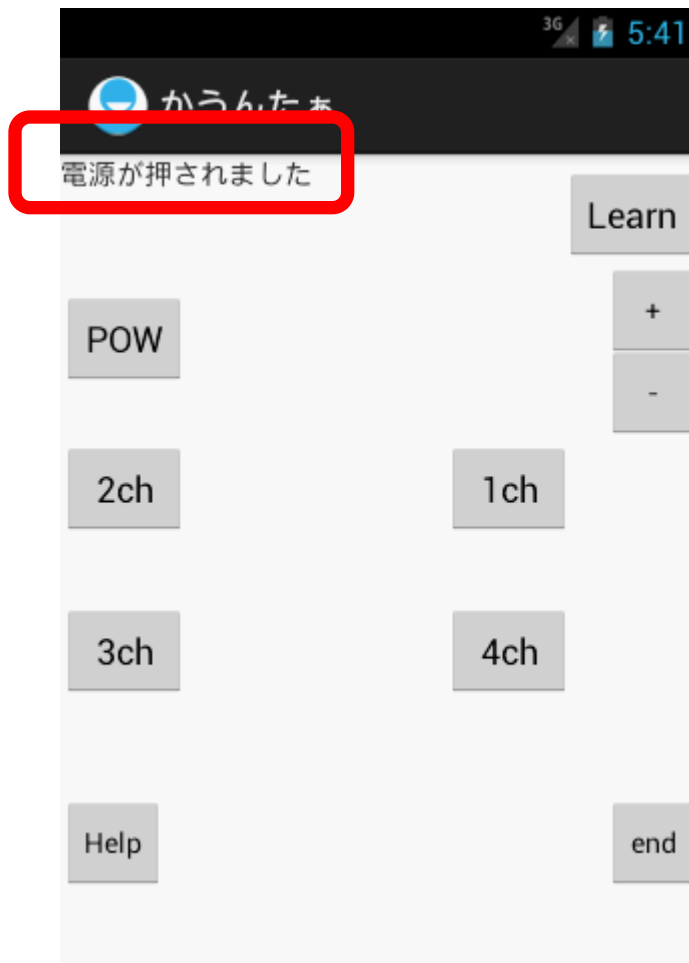 3G 5:41
かうんたぁ
電源が押されました
Learn
+
POW
-
2ch 1ch
3ch 4ch
Help end